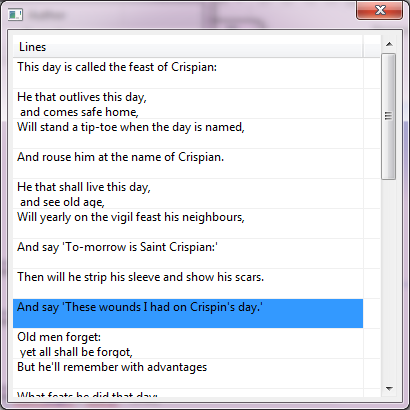 Lines
This day is called the feast of Crispian:
He that outlives this day,
and comes safe home,
Will stand a tip-toe when the day is named,
And rouse him at the name of Crispian.
He that shall live this day,
and see old age,
Will yearly on the vigil feast his neighbours,
And say 'To-morrow is Saint Crispian:'
Then will he strip his sleeve and show his scars.
And say 'These wounds I had on Crispin's day.'
Old men forget:
yet all shall be forgot,
But he'll remember with advantages
What feats he did that day: